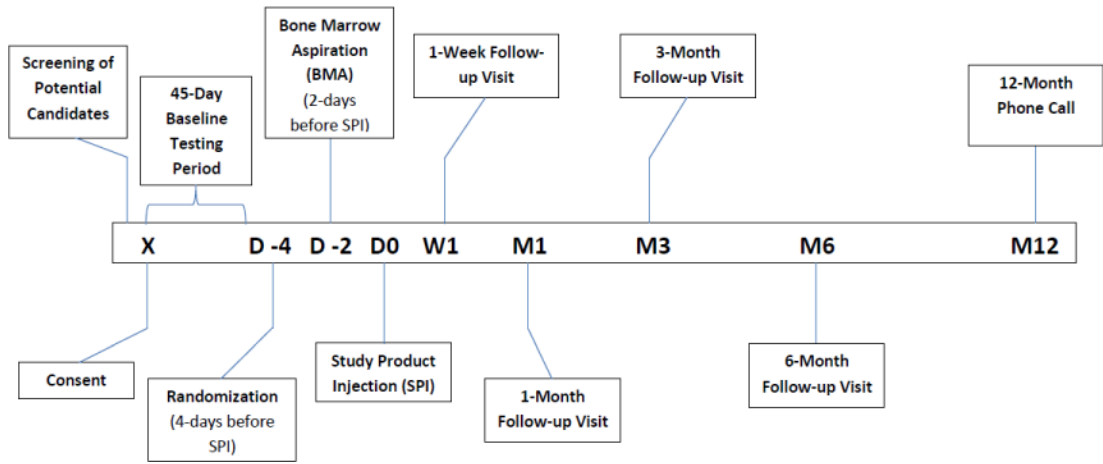 Screening of
Potential
Candidates
45-Day
Baseline
Testing
Period
Bone Marrow
Aspiration
(BMA)
(2-days
before SPI)
1-Week Follow-
up Visit
3-Month
Follow-up Visit
12-Month
Phone Call
X D -4 D -2 D0 W1 M1 M3 M6 M12
Consent
Randomization
(4-days before
SPI)
Study Product
Injection (SPI)
1-Month
Follow-up Visit
6-Month
Follow-up Visit